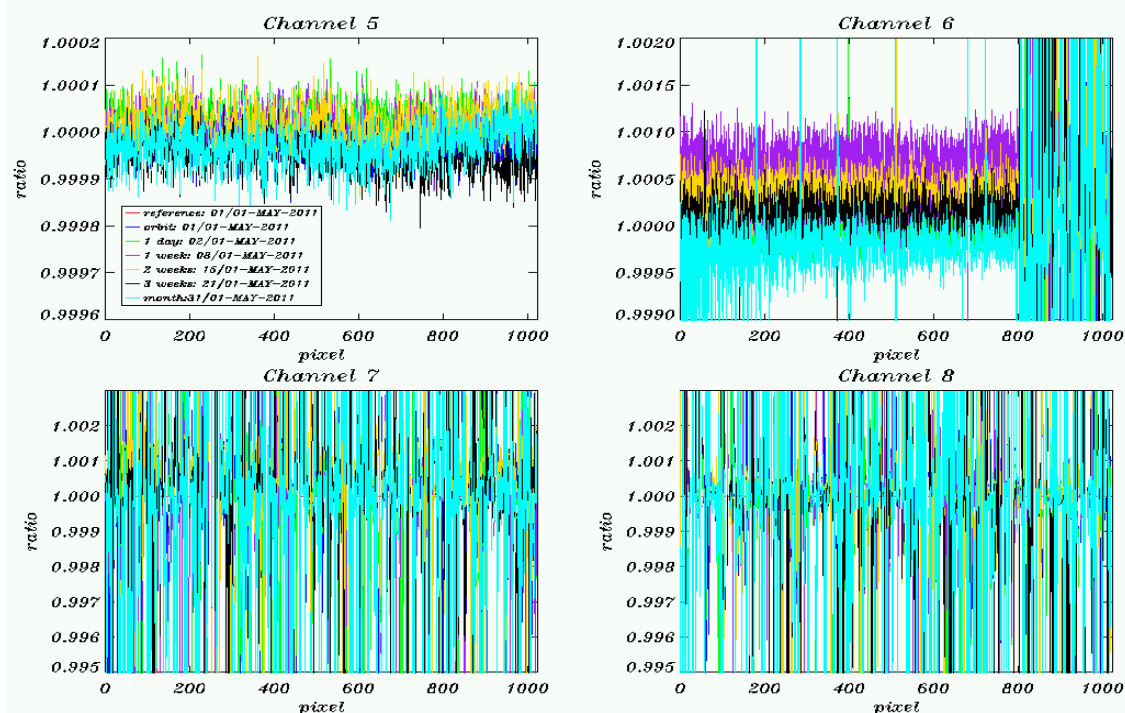 Channel 5
1.0002
1.0001
1.0000
0.9999
0.9998
0.9997
0.9996
ratio
reference: 01/01-MAY-2011
orbit: 01/01-MAY-2011
1 day: 02/01-MAY-2011
1 week: 08/01-MAY-2011
2 weeks: 15/01-MAY-2011
3 weeks: 21/01-MAY-2011
month:31/01-MAY-2011
0 200 400 600 800 1000
pixel
Channel 6
1.0020
1.0015
1.0010
1.0005
1.0000
0.9995
0.9990
ratio
0 200 400 600 800 1000
pixel
Channel 7
1.002
1.001
1.000
0.999
0.998
0.997
0.996
0.995
ratio
0 200 400 600 800 1000
pixel
Channel 8
1.002
1.001
1.000
0.999
0.998
0.997
0.996
0.995
ratio
0 200 400 600 800 1000
pixel